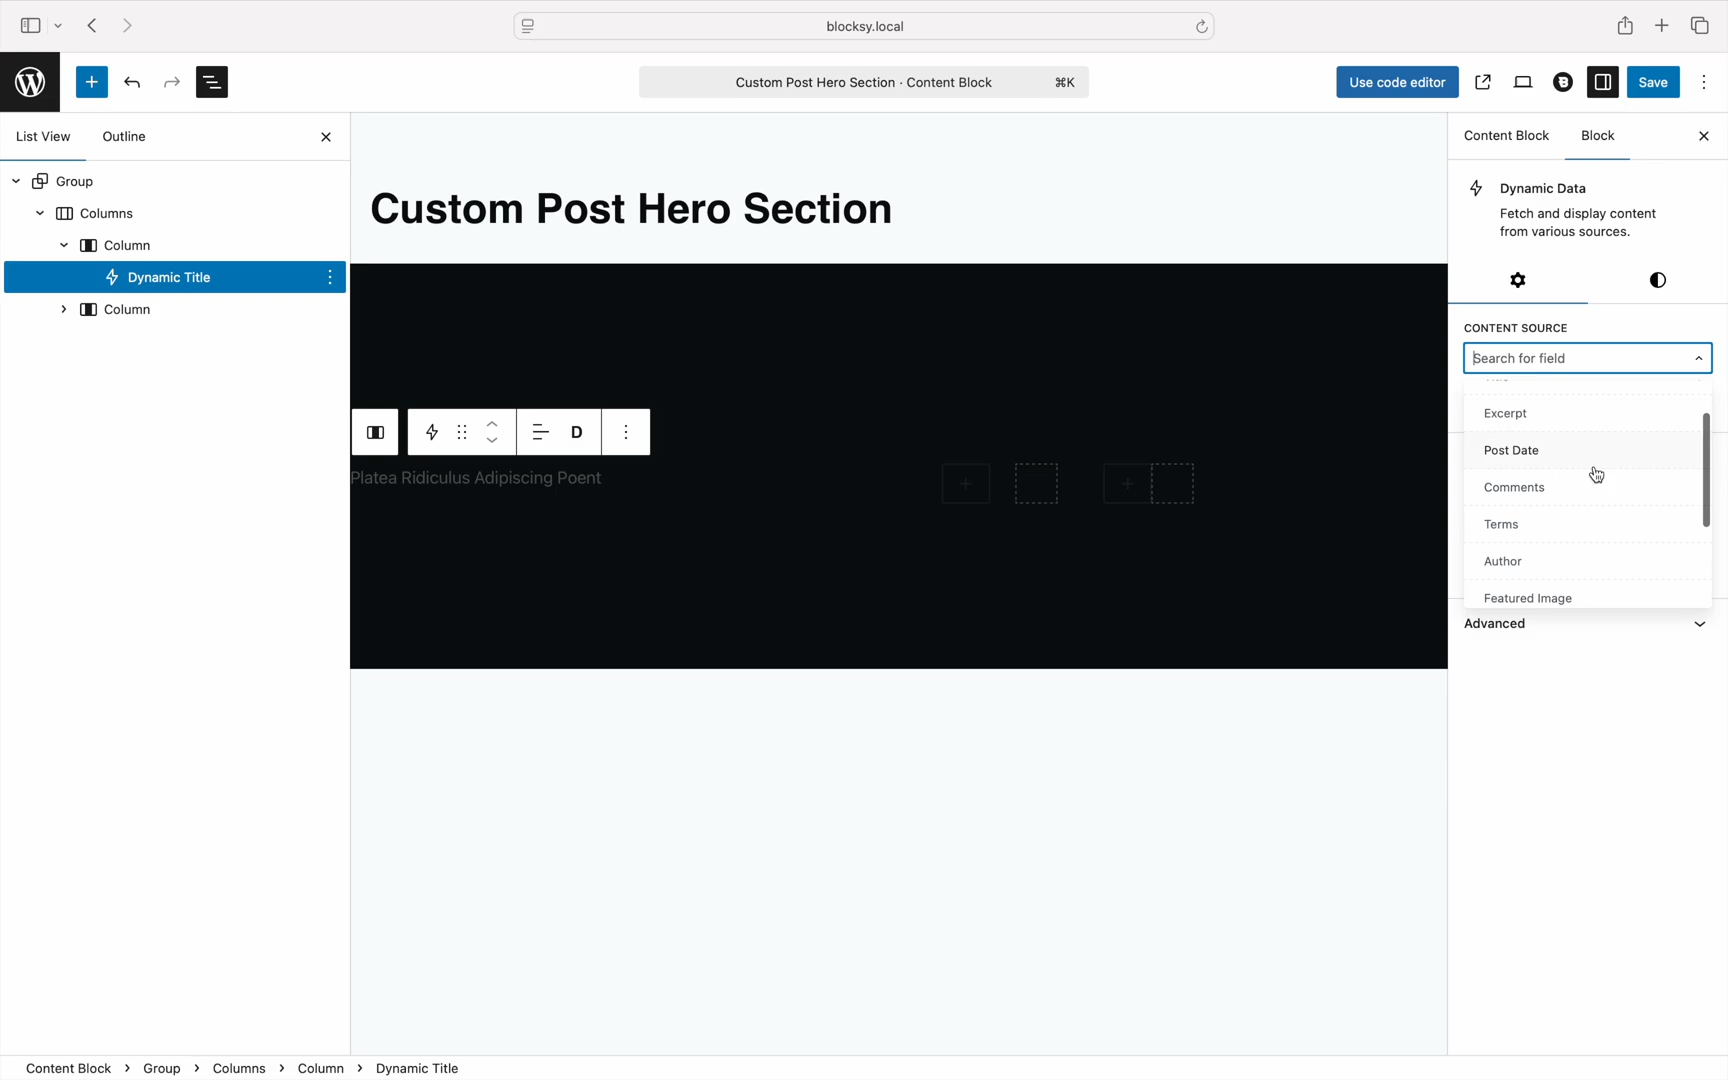 blocksy.local
Custom Post Hero Section · Content Block ⌘K
Use code editor
Save
List View
Outline
Group
Columns
Column
Dynamic Title
Column
Custom Post Hero Section
D
Platea Ridiculus Adipiscing Poent
Content Block
Block
Dynamic Data
Fetch and display content
from various sources.
CONTENT SOURCE
Search for field
Excerpt
Post Date
Comments
Terms
Author
Featured Image
Advanced
Content Block › Group › Columns › Column › Dynamic Title